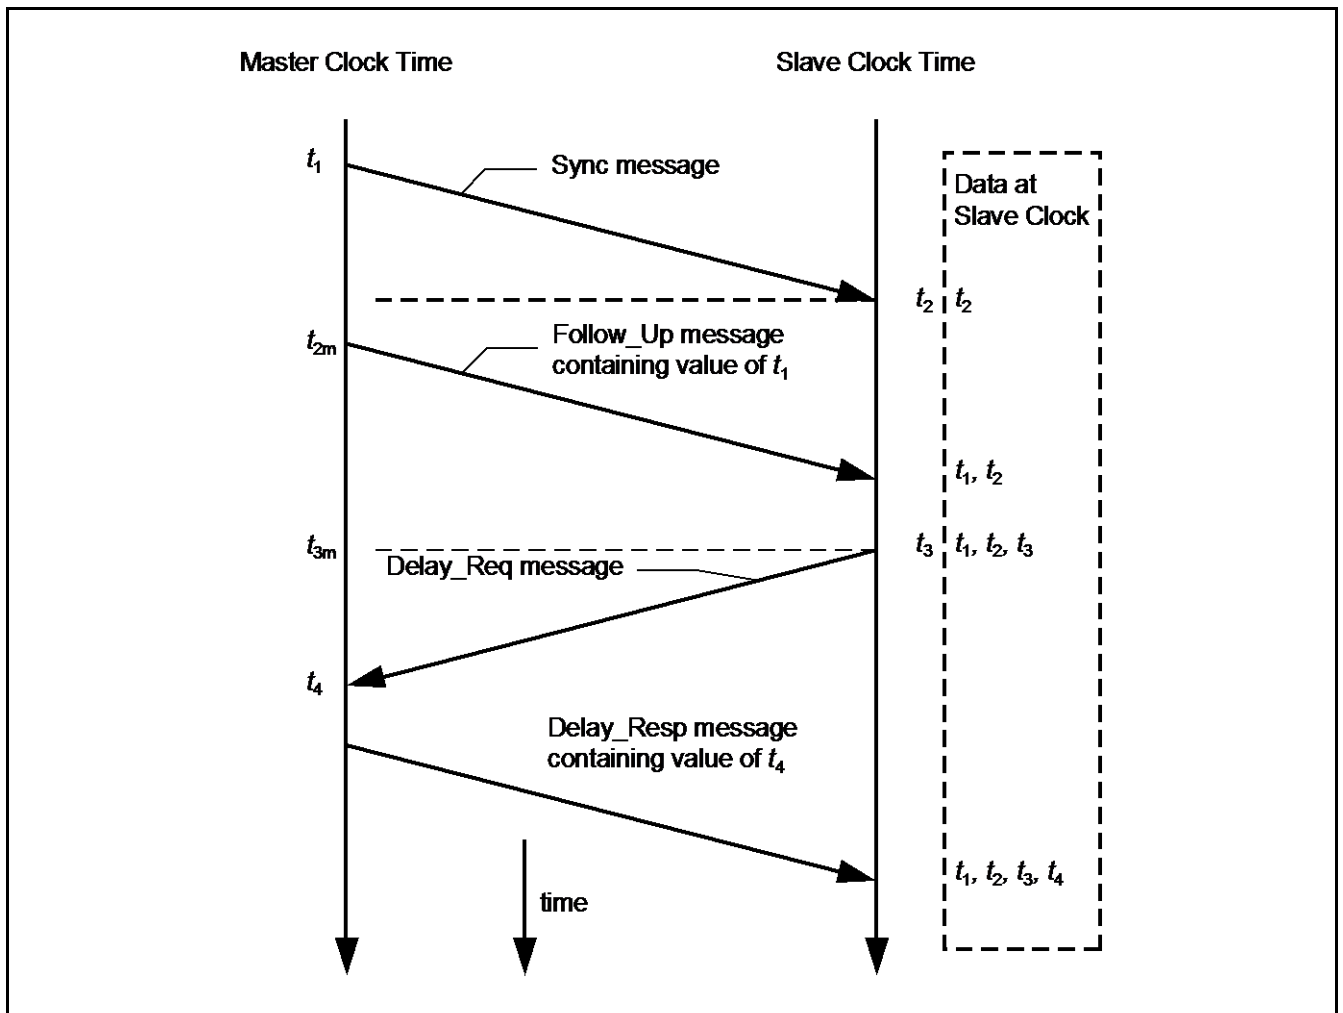 Master Clock Time
Slave Clock Time
t1
Sync message
Data at
Slave Clock
t2
t2
t2m
Follow_Up message
containing value of t1
t1, t2
t3m
t3
t1, t2, t3
Delay_Req message
t4
Delay_Resp message
containing value of t4
t1, t2, t3, t4
time